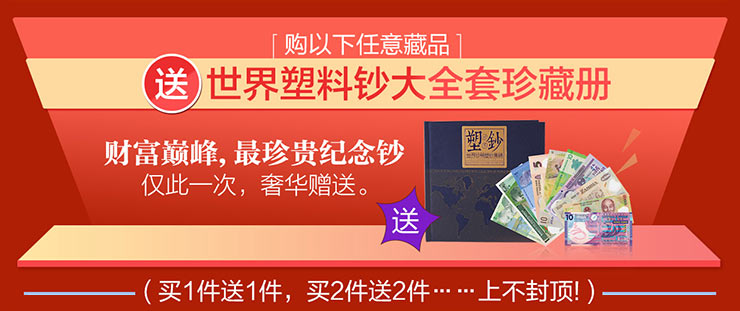 [购以下任意藏品]
送 世界塑料钞大全套珍藏册
财富巅峰,最珍贵纪念钞
仅此一次，奢华赠送。
塑钞
送
10
(买1件送1件，买2件送2件……上不封顶!)